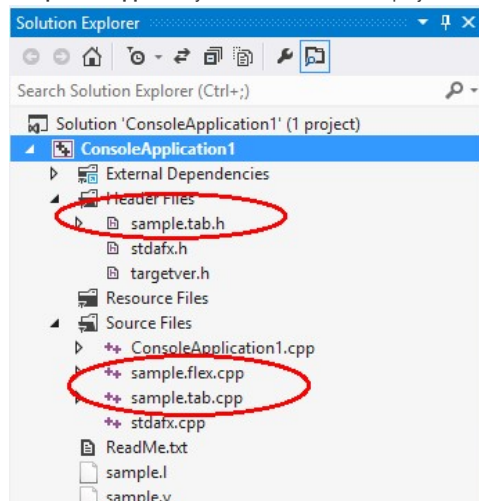 Solution Explorer
Search Solution Explorer (Ctrl+;)
Solution 'ConsoleApplication1' (1 project)
ConsoleApplication1
External Dependencies
Header Files
sample.tab.h
stdafx.h
targetver.h
Resource Files
Source Files
ConsoleApplication1.cpp
sample.flex.cpp
sample.tab.cpp
stdafx.cpp
ReadMe.txt
sample.l
sample.y